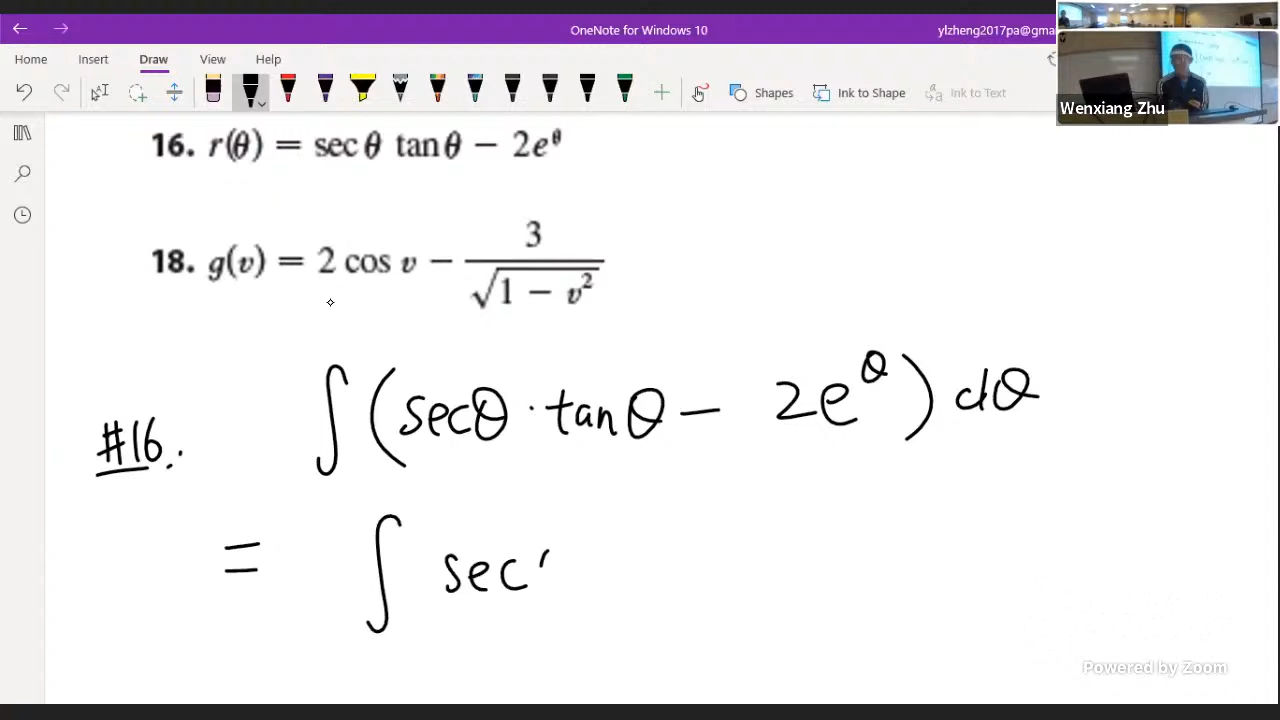 OneNote for Windows 10
ylzheng2017pa@gma
Home Insert Draw View Help
Shapes Ink to Shape Ink to Text
Wenxiang Zhu
16. r(θ) = sec θ tan θ − 2e^θ
18. g(v) = 2 cos v − 3/√(1 − v²)
#16. ∫ (secθ · tanθ − 2e^θ) dθ
= ∫ sec
Powered by Zoom